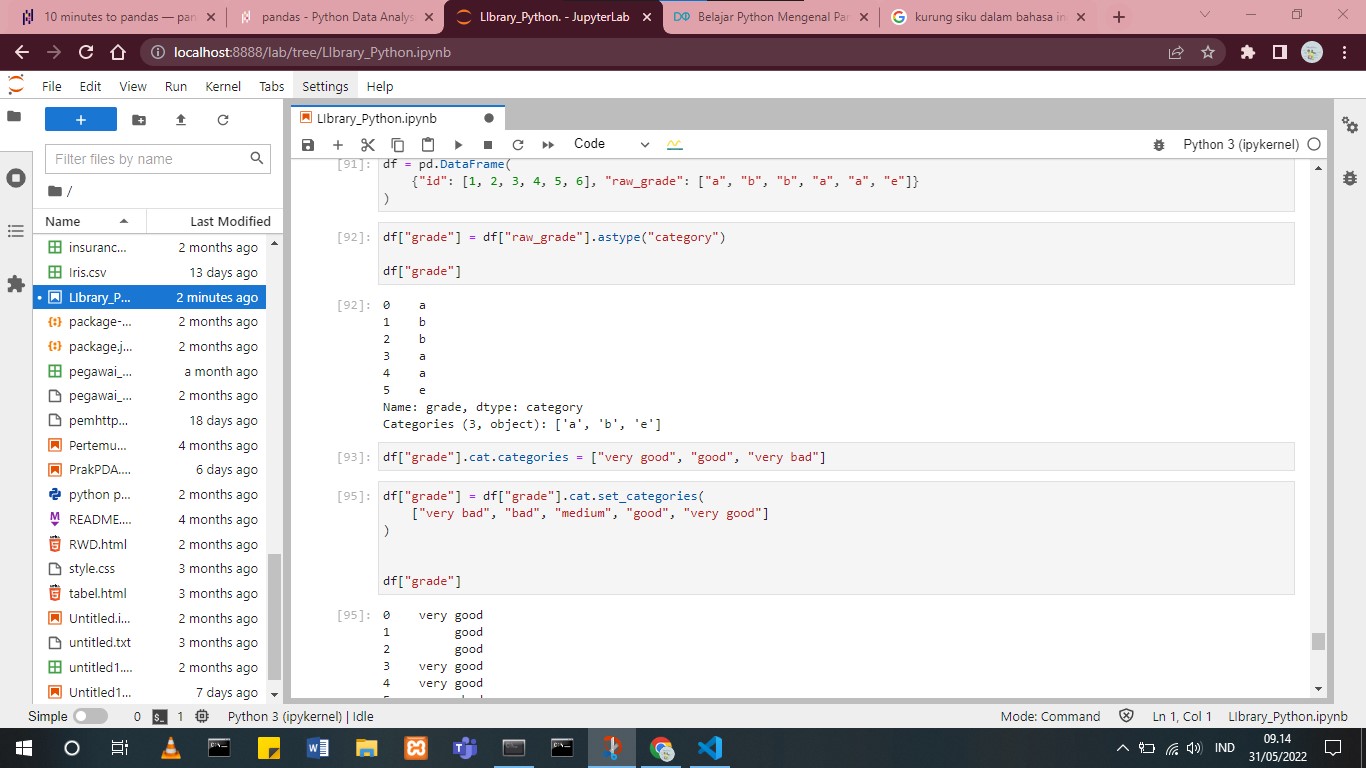 10 minutes to pandas — pan
pandas - Python Data Analys
LIbrary_Python. - JupyterLab
Belajar Python Mengenal Pan
kurung siku dalam bahasa in
localhost:8888/lab/tree/LIbrary_Python.ipynb
File Edit View Run Kernel Tabs Settings Help
LIbrary_Python.ipynb
Code
Python 3 (ipykernel)
Filter files by name
/
Name Last Modified
insuranc... 2 months ago
Iris.csv 13 days ago
LIbrary_P... 2 minutes ago
package-... 2 months ago
package.j... 2 months ago
pegawai_... a month ago
pegawai_... 2 months ago
pemhttp... 18 days ago
Pertemu... 4 months ago
PrakPDA.... 6 days ago
python p... 2 months ago
README.... 4 months ago
RWD.html 2 months ago
style.css 3 months ago
tabel.html 3 months ago
Untitled.i... 2 months ago
untitled.txt 3 months ago
untitled1.... 2 months ago
Untitled1... 7 days ago
[91]: df = pd.DataFrame(
{"id": [1, 2, 3, 4, 5, 6], "raw_grade": ["a", "b", "b", "a", "a", "e"]}
)
[92]: df["grade"] = df["raw_grade"].astype("category")
df["grade"]
[92]: 0 a
1 b
2 b
3 a
4 a
5 e
Name: grade, dtype: category
Categories (3, object): ['a', 'b', 'e']
[93]: df["grade"].cat.categories = ["very good", "good", "very bad"]
[95]: df["grade"] = df["grade"].cat.set_categories(
["very bad", "bad", "medium", "good", "very good"]
)
df["grade"]
[95]: 0 very good
1 good
2 good
3 very good
4 very good
Simple 0 1 Python 3 (ipykernel) | Idle
Mode: Command Ln 1, Col 1 LIbrary_Python.ipynb
IND
09.14
31/05/2022